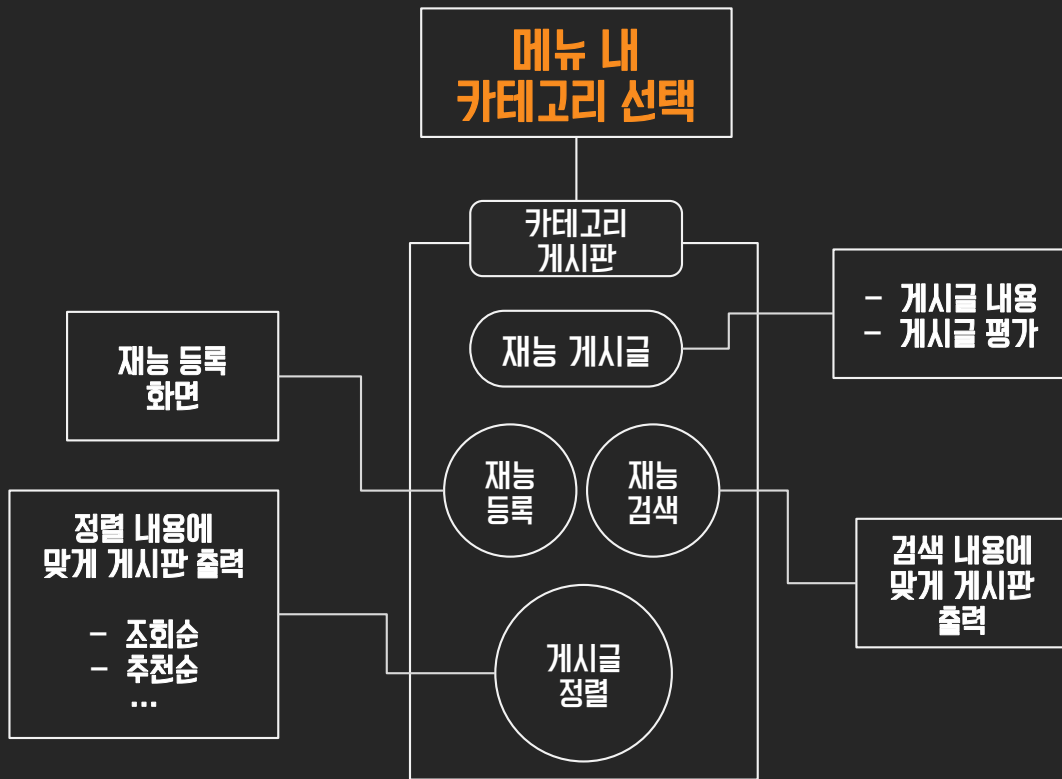 메뉴 내
카테고리 선택
카테고리
게시판
재능 게시글
– 게시글 내용
– 게시글 평가
재능 등록
화면
재능
등록
재능
검색
정렬 내용에
맞게 게시판 출력
– 조회순
– 추천순
...
검색 내용에
맞게 게시판
출력
게시글
정렬